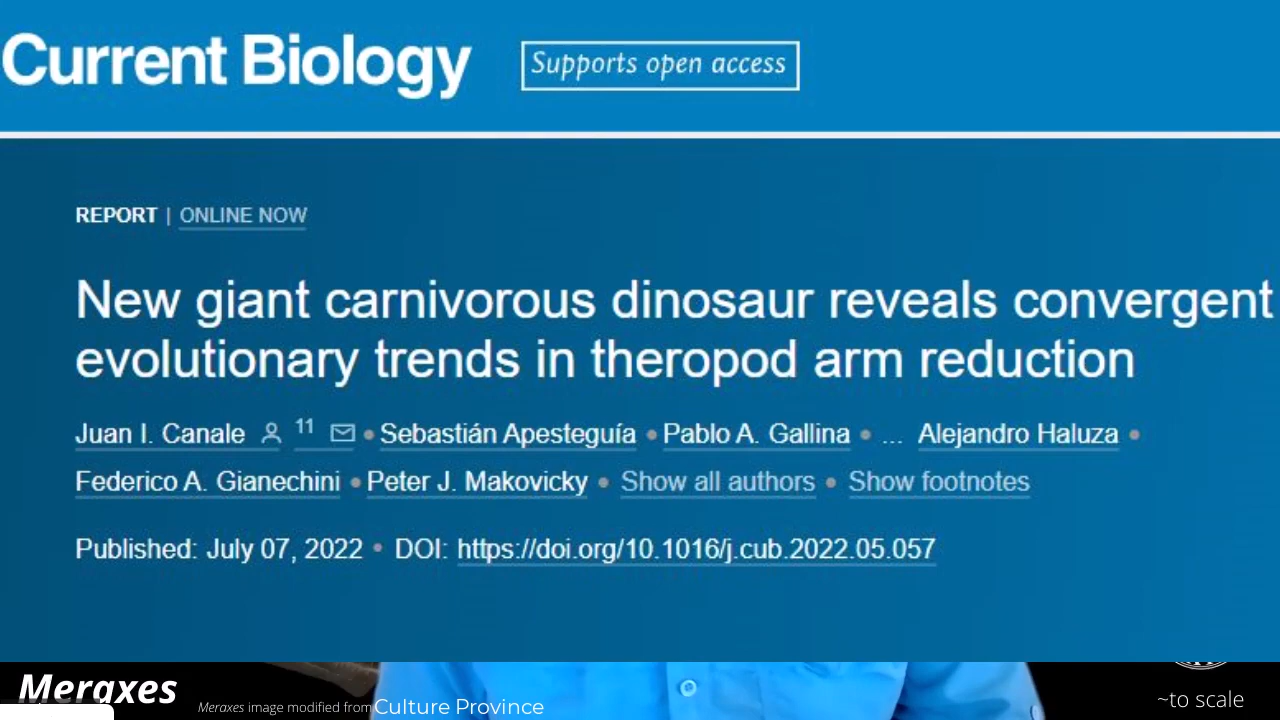 Current Biology
Supports open access
REPORT | ONLINE NOW
New giant carnivorous dinosaur reveals convergent
evolutionary trends in theropod arm reduction
Juan I. Canale 11 • Sebastián Apesteguía • Pablo A. Gallina • ... Alejandro Haluza •
Federico A. Gianechini • Peter J. Makovicky • Show all authors • Show footnotes
Published: July 07, 2022 • DOI: https://doi.org/10.1016/j.cub.2022.05.057
Meraxes
Meraxes image modified from Culture Province
~to scale